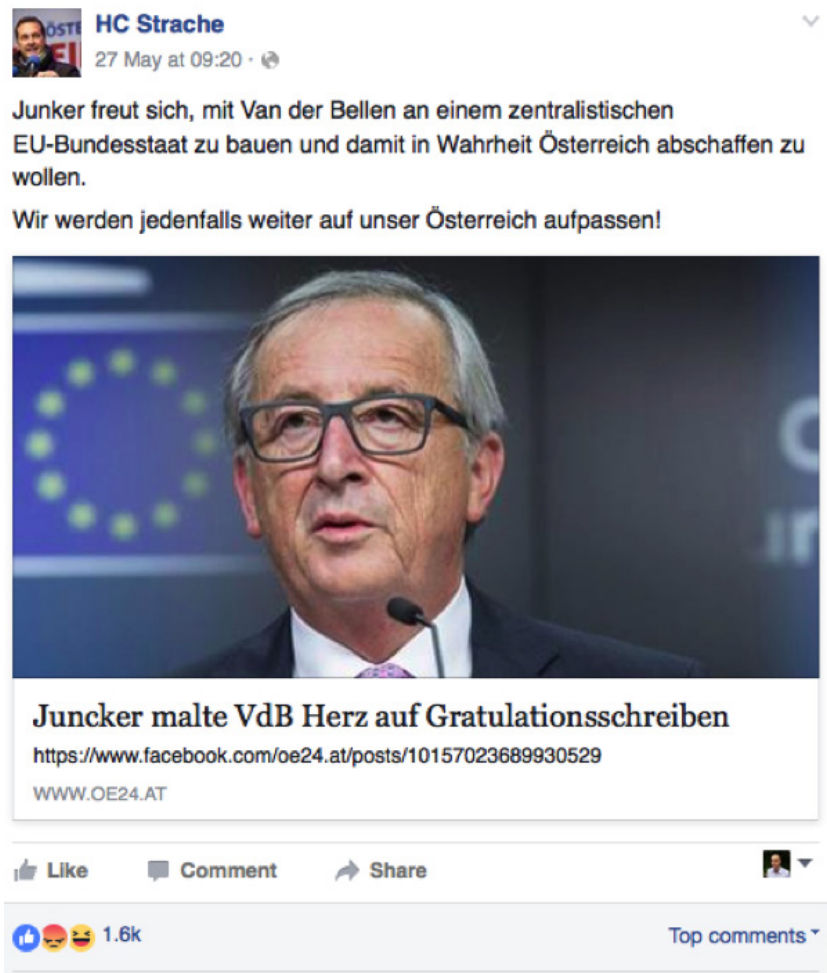 HC Strache
27 May at 09:20 ·
Junker freut sich, mit Van der Bellen an einem zentralistischen
EU-Bundesstaat zu bauen und damit in Wahrheit Österreich abschaffen zu
wollen.
Wir werden jedenfalls weiter auf unser Österreich aufpassen!
Juncker malte VdB Herz auf Gratulationsschreiben
https://www.facebook.com/oe24.at/posts/10157023689930529
WWW.OE24.AT
Like Comment Share
1.6k Top comments